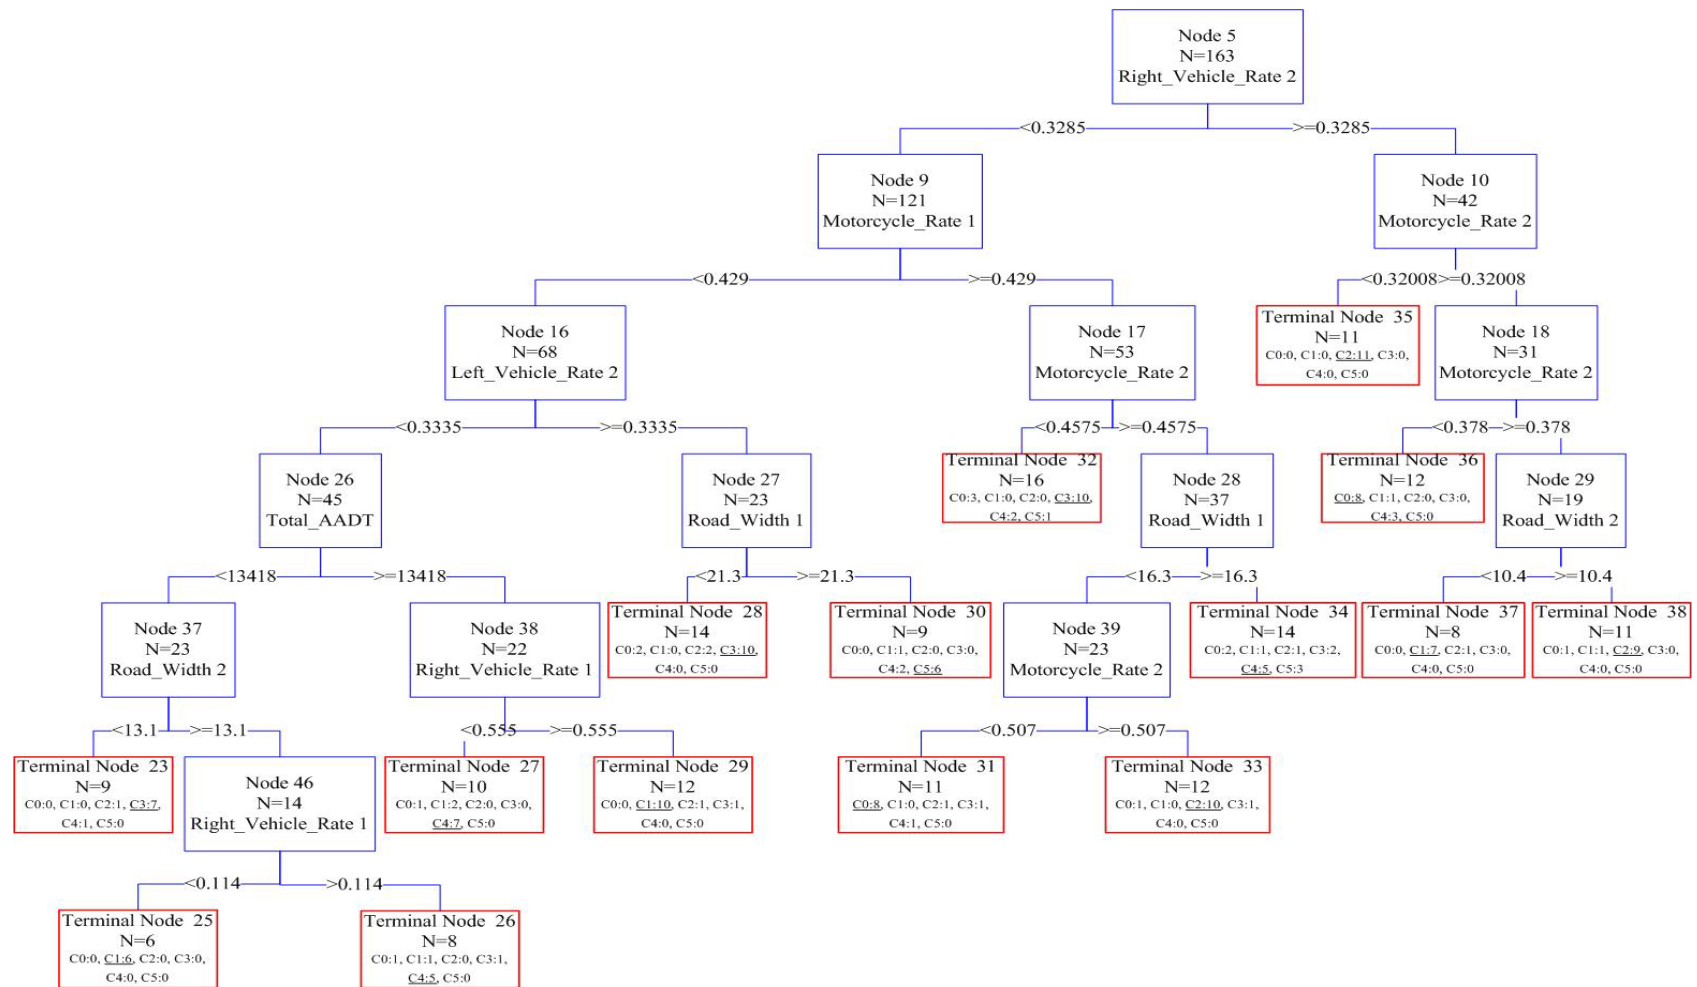 Node 5
N=163
Right_Vehicle_Rate 2
<0.3285
>=0.3285
Node 9
N=121
Motorcycle_Rate 1
Node 10
N=42
Motorcycle_Rate 2
<0.429
>=0.429
<0.32008
>=0.32008
Node 16
N=68
Left_Vehicle_Rate 2
Node 17
N=53
Motorcycle_Rate 2
Terminal Node 35
N=11
C0:0, C1:0, C2:11, C3:0,
C4:0, C5:0
Node 18
N=31
Motorcycle_Rate 2
<0.3335
>=0.3335
<0.4575
>=0.4575
<0.378
>=0.378
Node 26
N=45
Total_AADT
Node 27
N=23
Road_Width 1
Terminal Node 32
N=16
C0:3, C1:0, C2:0, C3:10,
C4:2, C5:1
Node 28
N=37
Road_Width 1
Terminal Node 36
N=12
C0:8, C1:1, C2:0, C3:0,
C4:3, C5:0
Node 29
N=19
Road_Width 2
<13418
>=13418
<21.3
>=21.3
<16.3
>=16.3
<10.4
>=10.4
Node 37
N=23
Road_Width 2
Node 38
N=22
Right_Vehicle_Rate 1
Terminal Node 28
N=14
C0:2, C1:0, C2:2, C3:10,
C4:0, C5:0
Terminal Node 30
N=9
C0:0, C1:1, C2:0, C3:0,
C4:2, C5:6
Node 39
N=23
Motorcycle_Rate 2
Terminal Node 34
N=14
C0:2, C1:1, C2:1, C3:2,
C4:5, C5:3
Terminal Node 37
N=8
C0:0, C1:7, C2:1, C3:0,
C4:0, C5:0
Terminal Node 38
N=11
C0:1, C1:1, C2:9, C3:0,
C4:0, C5:0
<13.1
>=13.1
<0.555
>=0.555
<0.507
>=0.507
Terminal Node 23
N=9
C0:0, C1:0, C2:1, C3:7,
C4:1, C5:0
Node 46
N=14
Right_Vehicle_Rate 1
Terminal Node 27
N=10
C0:1, C1:2, C2:0, C3:0,
C4:7, C5:0
Terminal Node 29
N=12
C0:0, C1:10, C2:1, C3:1,
C4:0, C5:0
Terminal Node 31
N=11
C0:8, C1:0, C2:1, C3:1,
C4:1, C5:0
Terminal Node 33
N=12
C0:1, C1:0, C2:10, C3:1,
C4:0, C5:0
<0.114
>0.114
Terminal Node 25
N=6
C0:0, C1:6, C2:0, C3:0,
C4:0, C5:0
Terminal Node 26
N=8
C0:1, C1:1, C2:0, C3:1,
C4:5, C5:0